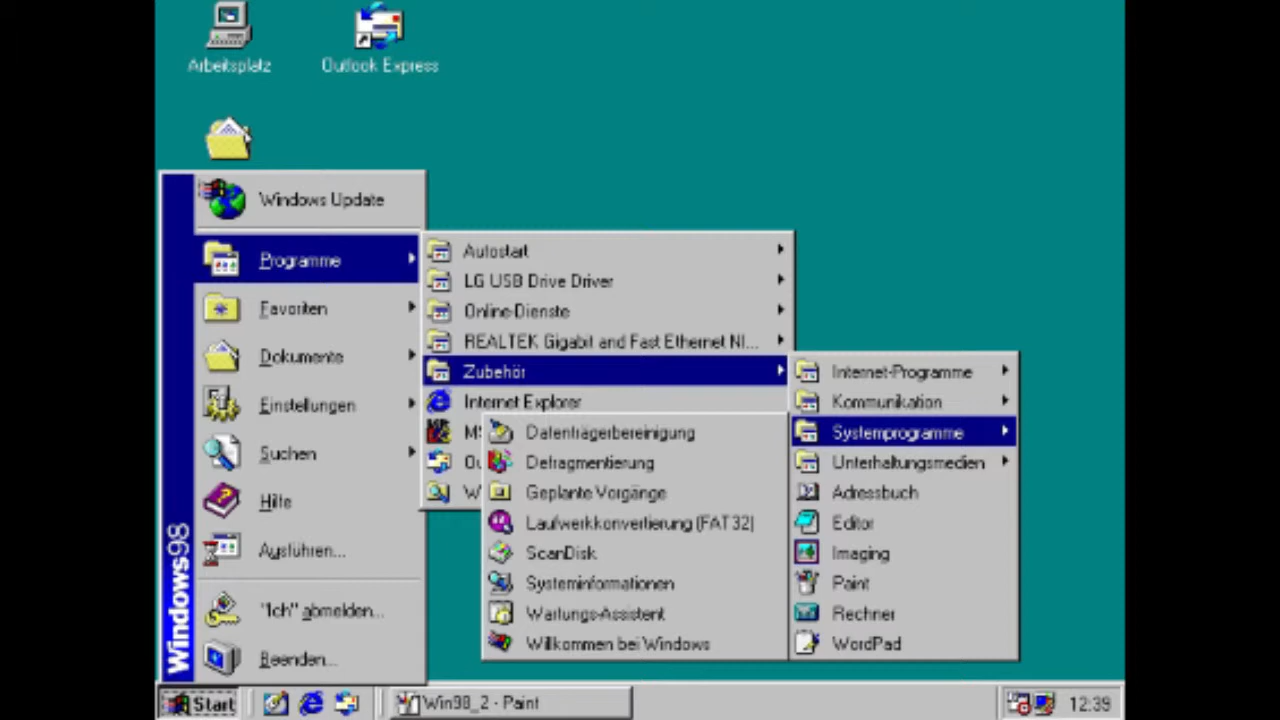 Arbeitsplatz
Outlook Express
Windows Update
Programme
Favoriten
Dokumente
Einstellungen
Suchen
Hilfe
Ausführen...
"Ich" abmelden...
Beenden...
Windows98
Autostart
LG USB Drive Driver
Online-Dienste
REALTEK Gigabit and Fast Ethernet NI...
Zubehör
Internet Explorer
Internet-Programme
Kommunikation
Systemprogramme
Unterhaltungsmedien
Adressbuch
Editor
Imaging
Paint
Rechner
WordPad
Datenträgerbereinigung
Defragmentierung
Geplante Vorgänge
Laufwerkkonvertierung (FAT32)
ScanDisk
Systeminformationen
Wartungs-Assistent
Willkommen bei Windows
Start
Win98_2 - Paint
12:39